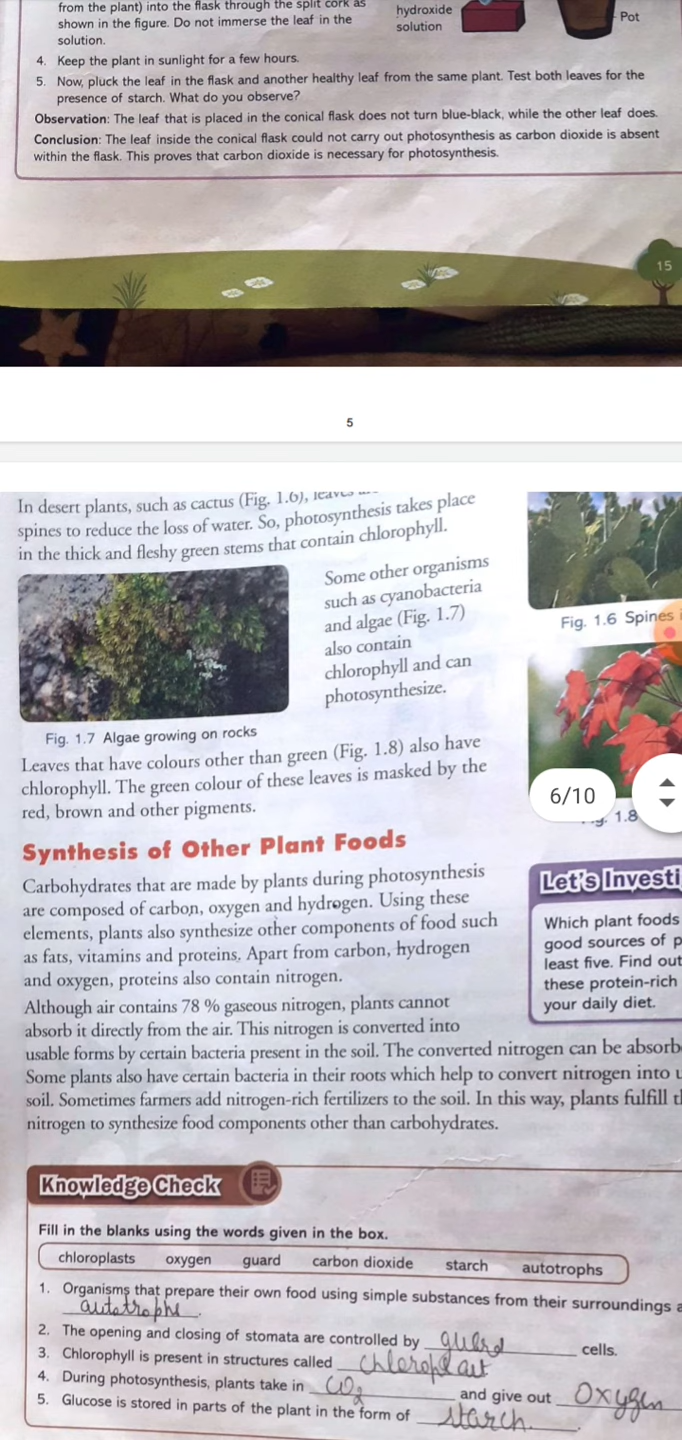 from the plant) into the flask through the split cork as
shown in the figure. Do not immerse the leaf in the
solution.
hydroxide
solution
Pot
4. Keep the plant in sunlight for a few hours.
5. Now, pluck the leaf in the flask and another healthy leaf from the same plant. Test both leaves for the
presence of starch. What do you observe?
Observation: The leaf that is placed in the conical flask does not turn blue-black, while the other leaf does.
Conclusion: The leaf inside the conical flask could not carry out photosynthesis as carbon dioxide is absent
within the flask. This proves that carbon dioxide is necessary for photosynthesis.
15
5
In desert plants, such as cactus (Fig. 1.6), leaves
spines to reduce the loss of water. So, photosynthesis takes place
in the thick and fleshy green stems that contain chlorophyll.
Some other organisms
such as cyanobacteria
and algae (Fig. 1.7)
also contain
chlorophyll and can
photosynthesize.
Fig. 1.6 Spines
Fig. 1.7 Algae growing on rocks
Leaves that have colours other than green (Fig. 1.8) also have
chlorophyll. The green colour of these leaves is masked by the
red, brown and other pigments.
6/10
1.8
Synthesis of Other Plant Foods
Carbohydrates that are made by plants during photosynthesis
are composed of carbon, oxygen and hydrogen. Using these
elements, plants also synthesize other components of food such
as fats, vitamins and proteins. Apart from carbon, hydrogen
and oxygen, proteins also contain nitrogen.
Let's Investi
Which plant foods
good sources of p
least five. Find out
these protein-rich
your daily diet.
Although air contains 78 % gaseous nitrogen, plants cannot
absorb it directly from the air. This nitrogen is converted into
usable forms by certain bacteria present in the soil. The converted nitrogen can be absorb
Some plants also have certain bacteria in their roots which help to convert nitrogen into u
soil. Sometimes farmers add nitrogen-rich fertilizers to the soil. In this way, plants fulfill t
nitrogen to synthesize food components other than carbohydrates.
Knowledge Check
Fill in the blanks using the words given in the box.
chloroplasts oxygen guard carbon dioxide starch autotrophs
1. Organisms that prepare their own food using simple substances from their surroundings a
autotrophs.
2. The opening and closing of stomata are controlled by guard cells.
3. Chlorophyll is present in structures called chloroplast
4. During photosynthesis, plants take in CO2 and give out Oxygen
5. Glucose is stored in parts of the plant in the form of starch.